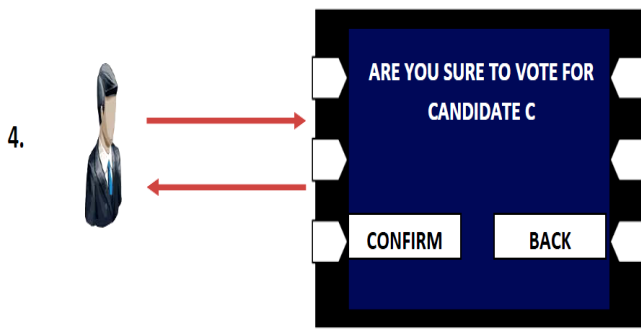 4.
ARE YOU SURE TO VOTE FOR
CANDIDATE C
CONFIRM
BACK